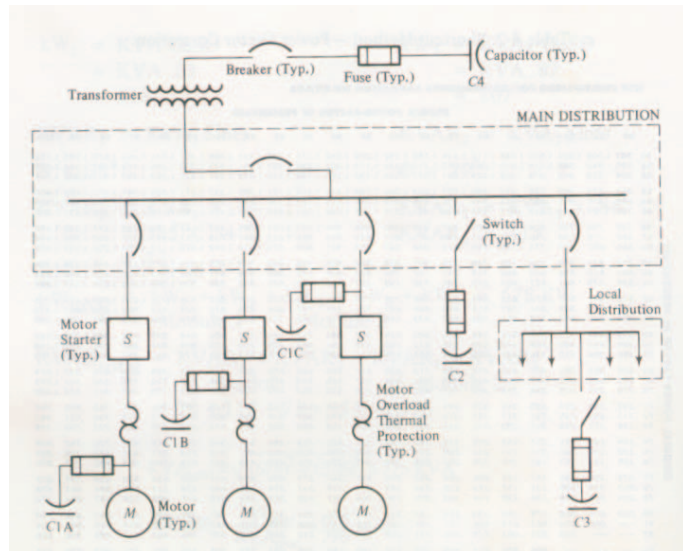 Breaker (Typ.)
Fuse (Typ.)
Capacitor (Typ.)
C4
Transformer
MAIN DISTRIBUTION
Switch
(Typ.)
Local
Distribution
Motor
Starter
(Typ.)
S
S
C1C
S
C2
C1B
Motor
Overload
Thermal
Protection
(Typ.)
C1A
M
Motor
(Typ.)
M
M
C3